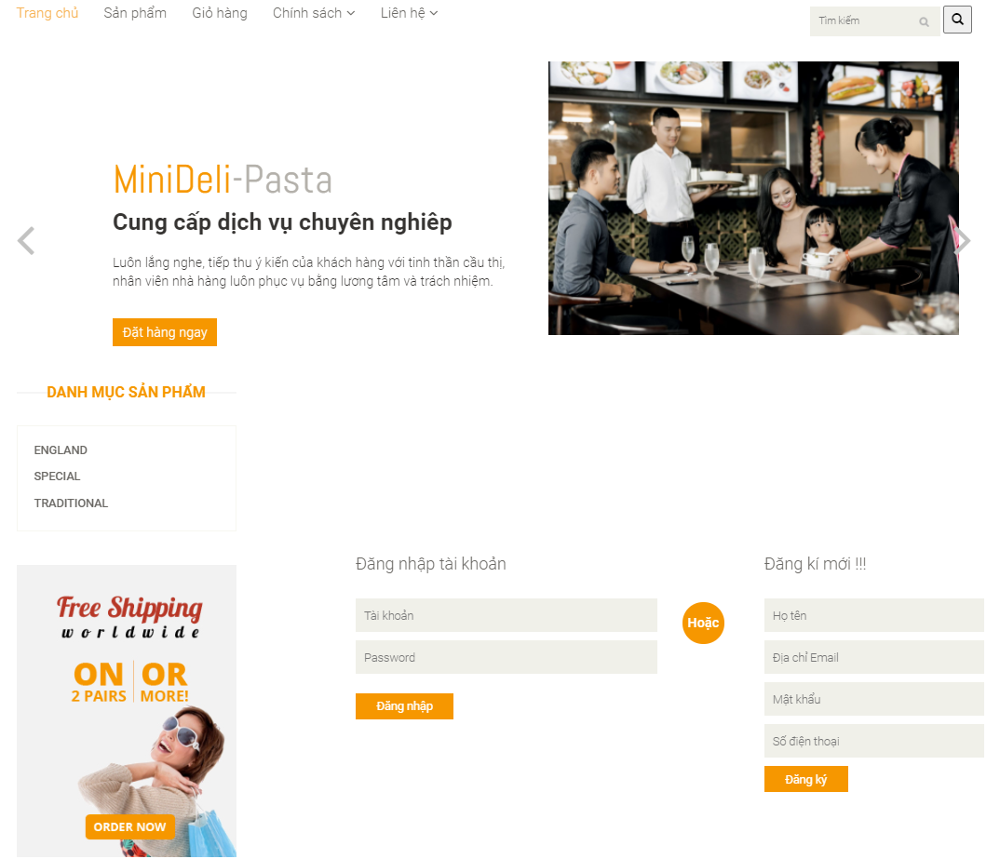 Trang chủ Sản phẩm Giỏ hàng Chính sách Liên hệ
Tìm kiếm
MiniDeli-Pasta
Cung cấp dịch vụ chuyên nghiêp
Luôn lắng nghe, tiếp thu ý kiến của khách hàng với tinh thần cầu thị,
nhân viên nhà hàng luôn phục vụ bằng lương tâm và trách nhiệm.
Đặt hàng ngay
DANH MỤC SẢN PHẨM
ENGLAND
SPECIAL
TRADITIONAL
Free Shipping
worldwide
ON OR
2 PAIRS MORE!
ORDER NOW
Đăng nhập tài khoản
Tài khoản
Password
Đăng nhập
Hoặc
Đăng kí mới !!!
Họ tên
Địa chỉ Email
Mật khẩu
Số điện thoại
Đăng ký